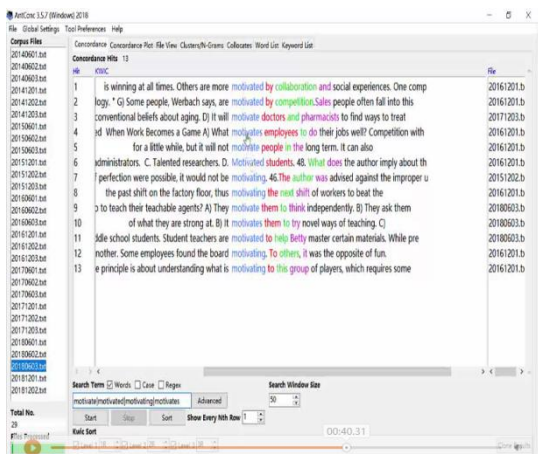 AntConc 3.5.7 (Windows) 2018
File Global Settings Tool Preferences Help
Corpus Files
20140601.txt
20140602.txt
20140603.txt
20141201.txt
20141202.txt
20141203.txt
20150601.txt
20150602.txt
20150603.txt
20151201.txt
20151202.txt
20151203.txt
20160601.txt
20160602.txt
20160603.txt
20161201.txt
20161202.txt
20161203.txt
20170601.txt
20170602.txt
20170603.txt
20171201.txt
20171202.txt
20171203.txt
20180601.txt
20180602.txt
20180603.txt
20181201.txt
20181202.txt
Total No.
29
Files Processed
Concordance Concordance Plot File View Clusters/N-Grams Collocates Word List Keyword List
Concordance Hits 13
Hit KWIC File
1 is winning at all times. Others are more motivated by collaboration and social experiences. One comp 20161201.b
2 logy. " G) Some people, Werbach says, are motivated by competition.Sales people often fall into this 20161201.b
3 conventional beliefs about aging. D) It will motivate doctors and pharmacists to find ways to treat 20171203.b
4 ed When Work Becomes a Game A) What motivates employees to do their jobs well? Competition with 20161201.b
5 for a little while, but it will not motivate people in the long term. It can also 20161201.b
6 administrators. C. Talented researchers. D. Motivated students. 48. What does the author imply about th 20161201.b
7 f perfection were possible, it would not be motivating. 46.The author was advised against the improper u 20151202.b
8 the past shift on the factory floor, thus motivating the next shift of workers to beat the 20161201.b
9 o to teach their teachable agents? A) They motivate them to think independently. B) They ask them 20180603.b
10 of what they are strong at. B) It motivates them to try novel ways of teaching. C) 20180603.b
11 ddle school students. Student teachers are motivated to help Betty master certain materials. While pre 20180603.b
12 nother. Some employees found the board motivating. To others, it was the opposite of fun. 20161201.b
13 e principle is about understanding what is motivating to this group of players, which requires some 20161201.b
Search Term Words Case Regex Search Window Size
motivate|motivated|motivating|motivates Advanced 50
Start Stop Sort Show Every Nth Row 1
Kwic Sort
00:40.31